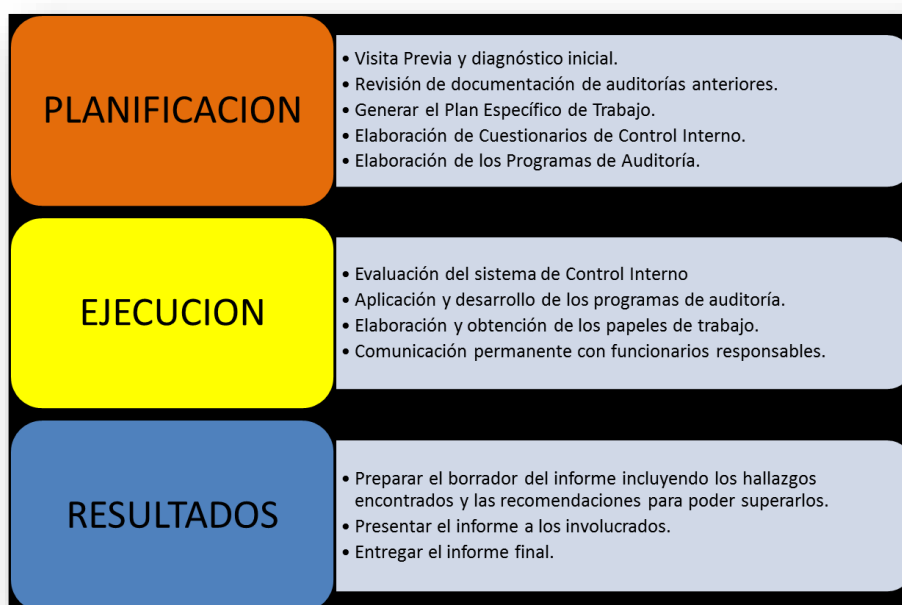 PLANIFICACION
• Visita Previa y diagnóstico inicial.
• Revisión de documentación de auditorías anteriores.
• Generar el Plan Específico de Trabajo.
• Elaboración de Cuestionarios de Control Interno.
• Elaboración de los Programas de Auditoría.
EJECUCION
• Evaluación del sistema de Control Interno
• Aplicación y desarrollo de los programas de auditoría.
• Elaboración y obtención de los papeles de trabajo.
• Comunicación permanente con funcionarios responsables.
RESULTADOS
• Preparar el borrador del informe incluyendo los hallazgos
encontrados y las recomendaciones para poder superarlos.
• Presentar el informe a los involucrados.
• Entregar el informe final.